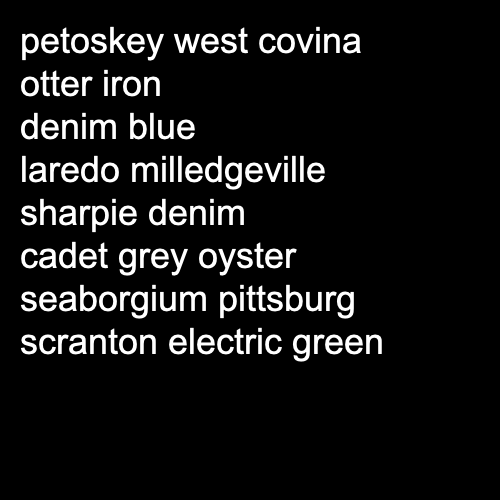 petoskey west covina
otter iron
denim blue
laredo milledgeville
sharpie denim
cadet grey oyster
seaborgium pittsburg
scranton electric green